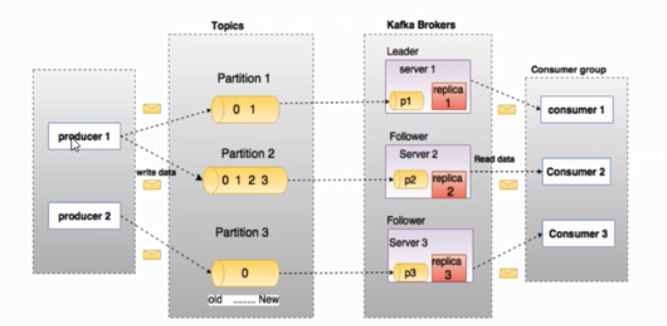 Topics
Kafka Brokers
Leader
server 1
Consumer group
Partition 1
0 1
p1
replica
1
consumer 1
producer 1
Partition 2
Follower
Server 2
write data
0 1 2 3
p2
replica
2
Read data
Consumer 2
producer 2
Partition 3
Follower
Server 3
0
p3
replica
3
Consumer 3
old ........ New